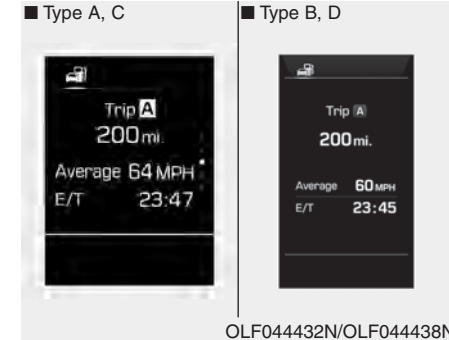 ■ Type A, C
■ Type B, D
Trip A
200 mi.
Average 64 MPH
E/T 23:47
Trip A
200 mi.
Average 60 MPH
E/T 23:45
OLF044432N/OLF044438N